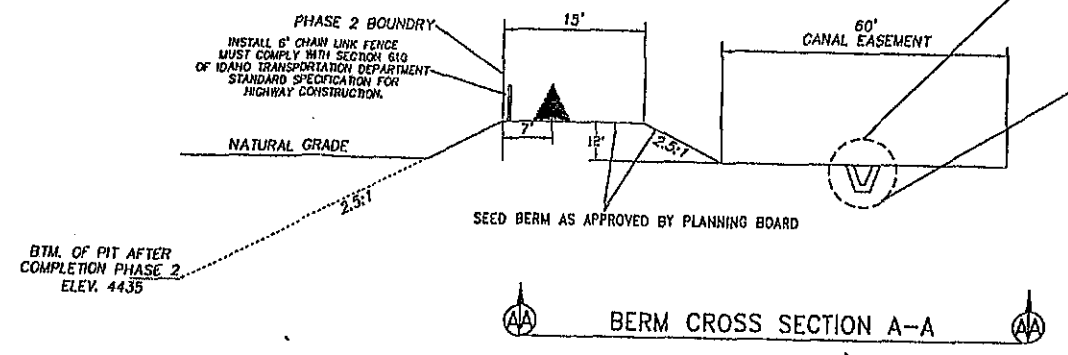 PHASE 2 BOUNDRY
INSTALL 6' CHAIN LINK FENCE
MUST COMPLY WITH SECTION 610
OF IDAHO TRANSPORTATION DEPARTMENT
STANDARD SPECIFICATION FOR
HIGHWAY CONSTRUCTION.
15'
60'
CANAL EASEMENT
7'
12'
2.5:1
NATURAL GRADE
2.5:1
SEED BERM AS APPROVED BY PLANNING BOARD
BTM. OF PIT AFTER
COMPLETION PHASE 2
ELEV. 4435
AA
BERM CROSS SECTION A-A
AA